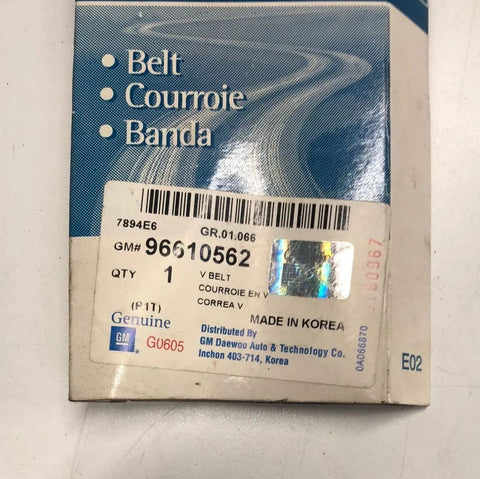 • Belt
• Courroie
• Banda
7894E6 GR.01.066
GM# 96610562
QTY 1 V BELT
COURROIE EN V
CORREA V
MADE IN KOREA
(P1T)
Genuine
GM G0605
Distributed By
GM Daewoo Auto & Technology Co.
Inchon 403-714, Korea
0A066870
E02